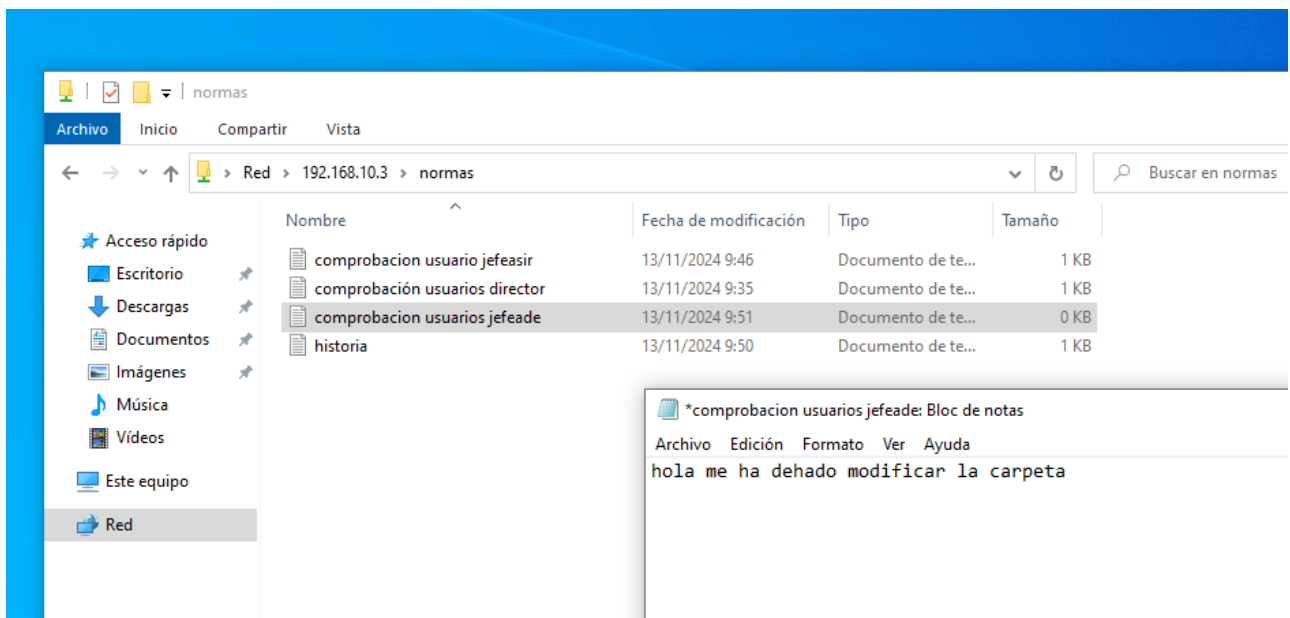 normas
Archivo Inicio Compartir Vista
Red > 192.168.10.3 > normas
Buscar en normas
Acceso rápido
Escritorio
Descargas
Documentos
Imágenes
Música
Vídeos
Este equipo
Red
Nombre Fecha de modificación Tipo Tamaño
comprobacion usuario jefeasir 13/11/2024 9:46 Documento de te... 1 KB
comprobación usuarios director 13/11/2024 9:35 Documento de te... 1 KB
comprobacion usuarios jefeade 13/11/2024 9:51 Documento de te... 0 KB
historia 13/11/2024 9:50 Documento de te... 1 KB
*comprobacion usuarios jefeade: Bloc de notas
Archivo Edición Formato Ver Ayuda
hola me ha dehado modificar la carpeta